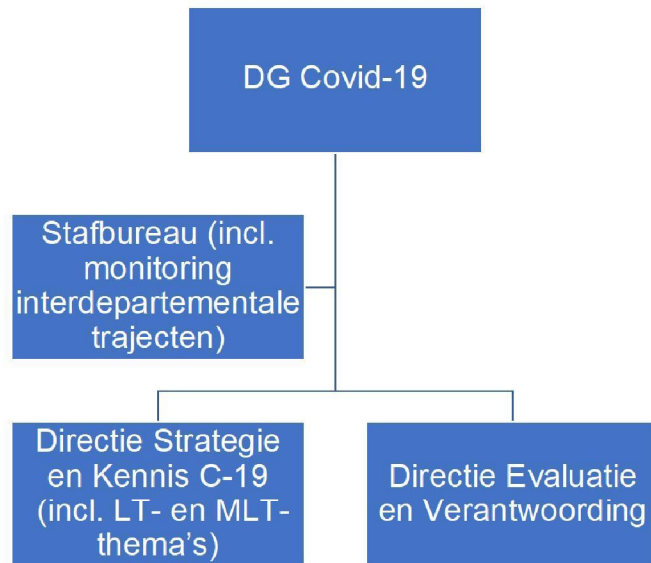 DG Covid-19
Stafbureau (incl.
monitoring
interdepartementale
trajecten)
Directie Strategie
en Kennis C-19
(incl. LT- en MLT-
thema's)
Directie Evaluatie
en Verantwoording